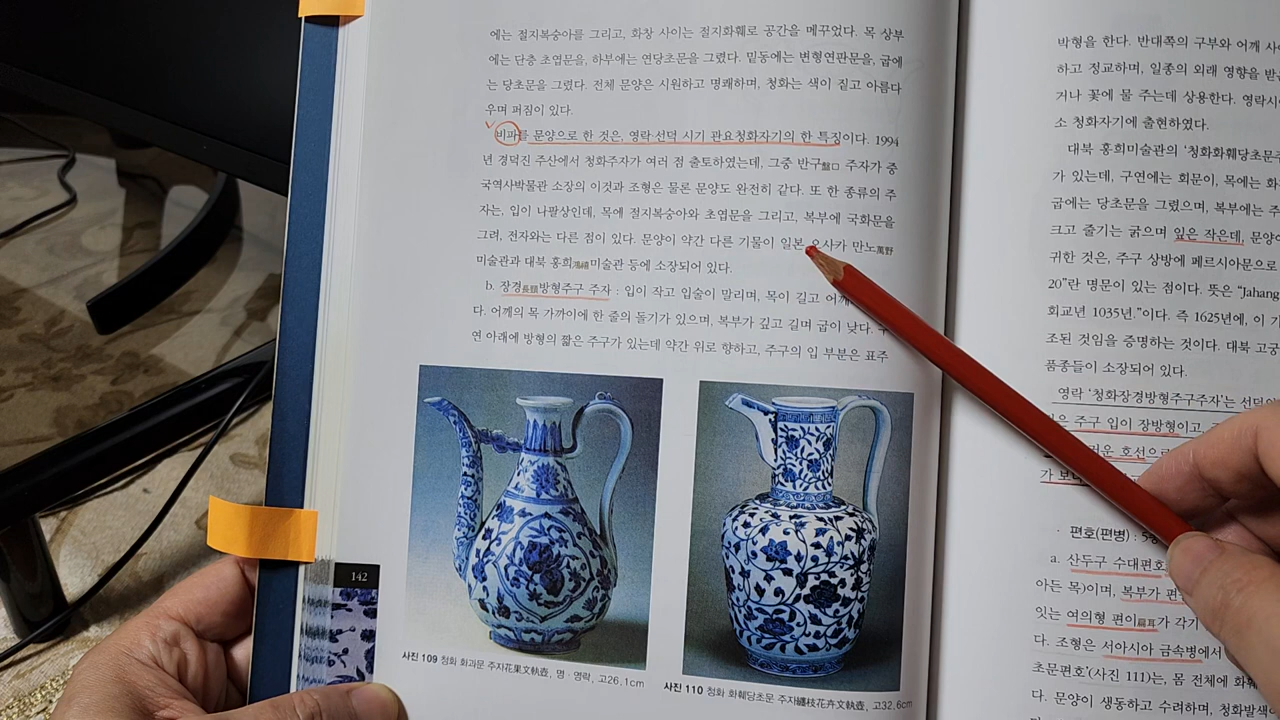 에는 절지복숭아를 그리고, 화창 사이는 절지화훼로 공간을 메꾸었다. 목 상부
에는 단층 초엽문을, 하부에는 연당초문을 그렸다. 밑동에는 변형연판문을, 굽에
는 당초문을 그렸다. 전체 문양은 시원하고 명쾌하며, 청화는 색이 짙고 아름다
우며 퍼짐이 있다.
비파를 문양으로 한 것은, 영락·선덕 시기 관요청화자기의 한 특징이다. 1994
년 경덕진 주산에서 청화주자가 여러 점 출토하였는데, 그중 반구盤口 주자가 중
국역사박물관 소장의 이것과 조형은 물론 문양도 완전히 같다. 또 한 종류의 주
자는, 입이 나팔상인데, 목에 절지복숭아와 초엽문을 그리고, 복부에 국화문을
그려, 전자와는 다른 점이 있다. 문양이 약간 다른 기물이 일본 오사카 만노萬野
미술관과 대북 홍희鴻禧미술관 등에 소장되어 있다.
b. 장경長頸방형주구 주자 : 입이 작고 입술이 말리며, 목이 길고
다. 어깨의 목 가까이에 한 줄의 돌기가 있으며, 복부가 깊고 길며 굽이 낮다.
연 아래에 방형의 짧은 주구가 있는데 약간 위로 향하고, 주구의 입 부분은 표주
142
사진 109 청화 화과문 주자花果文執壺, 명·영락, 고26.1cm
사진 110 청화 화훼당초문 주자纏枝花卉文執壺, 고32.6cm
박형을 한다. 반대쪽의 구부와 어깨
하고 정교하며, 일종의 외래 영향을
거나 꽃에 물 주는데 상용한다.
소 청화자기에 출현하였다.
대북 홍희미술관의 '청화화훼당초문
가 있는데, 구연에는 회문이, 목에는
굽에는 당초문을 그렸으며, 복부에는
크고 줄기는 굵으며 잎은 작은데,
귀한 것은, 주구 상방에 페르시아문으로
20"란 명문이 있는 점이다. 뜻은 "Jahang
회교년 1035년."이다. 즉 1625년에, 이
조된 것임을 증명하는 것이다. 대북
품종들이 소장되어 있다.
영락 '청화장경방형주구주자'는
주구 입이 장방형이고,
호선으로
가
· 편호(편병) :
a. 산두구 수대편호
아든 목)이며, 복부가
잇는 여의형 편이扁耳가 각기
다. 조형은 서아시아 금속병에서
초문편호'(사진 111)는, 몸 전체에
다. 문양이 생동하고 수려하며,